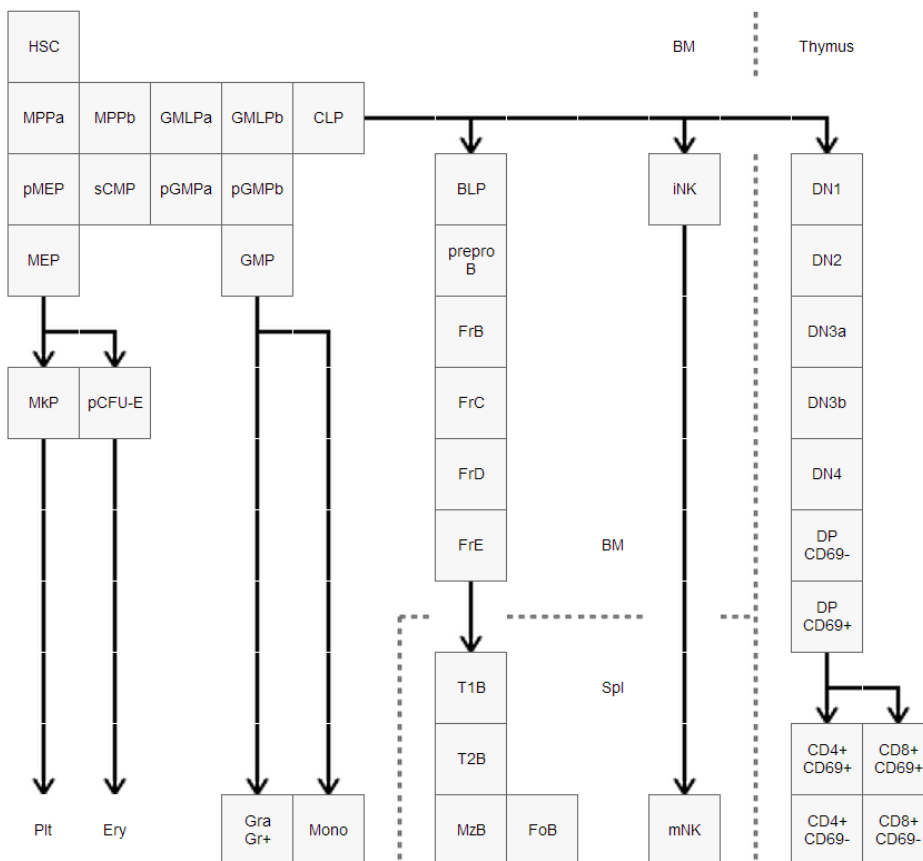 HSC
BM
Thymus
MPPa
MPPb
GMLPa
GMLPb
CLP
pMEP
sCMP
pGMPa
pGMPb
BLP
iNK
DN1
MEP
GMP
prepro
B
DN2
FrB
DN3a
MkP
pCFU-E
FrC
DN3b
FrD
DN4
FrE
BM
DP
CD69-
DP
CD69+
T1B
Spl
T2B
CD4+
CD69+
CD8+
CD69+
Plt
Ery
Gra
Gr+
Mono
MzB
FoB
mNK
CD4+
CD69-
CD8+
CD69-